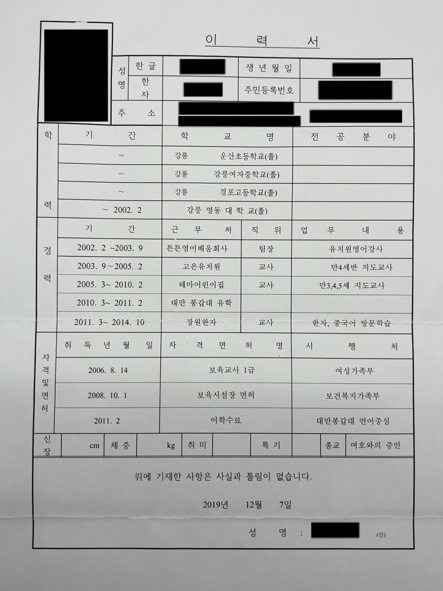 이 력 서
성명 한글 생년월일
한자 주민등록번호
주 소
학력 기 간 학 교 명 전 공 분 야
~ 강릉 운산초등학교(졸)
~ 강릉 강릉여자중학교(졸)
~ 강릉 경포고등학교(졸)
~ 2002. 2 강릉 영동 대 학 교(졸)
경력 기 간 근 무 처 직 위 업 무 내 용
2002. 2 ~2003. 9 튼튼영어배움회사 팀장 유치원영어강사
2003. 9~2005. 2 고은유치원 교사 만4세반 지도교사
2005. 3~ 2010. 2 테마어린이집 교사 만3,4,5세 지도교사
2010. 3~ 2011. 2 대만 봉갑대 유학
2011. 3~ 2014. 10 장원한자 교사 한자, 중국어 방문학습
자격및면허 취 득 년 월 일 자 격 면 허 명 시 행 처
2006. 8. 14 보육교사 1급 여성가족부
2008. 10. 1 보육시설장 면허 보건복지가족부
2011. 2 어학수료 대만봉갑대 언어중심
신장 cm 체 중 kg 취 미 특 기 종교 여호와의 증인
위에 기재한 사항은 사실과 틀림이 없습니다.
2019년 12월 7일
성 명 : (인)